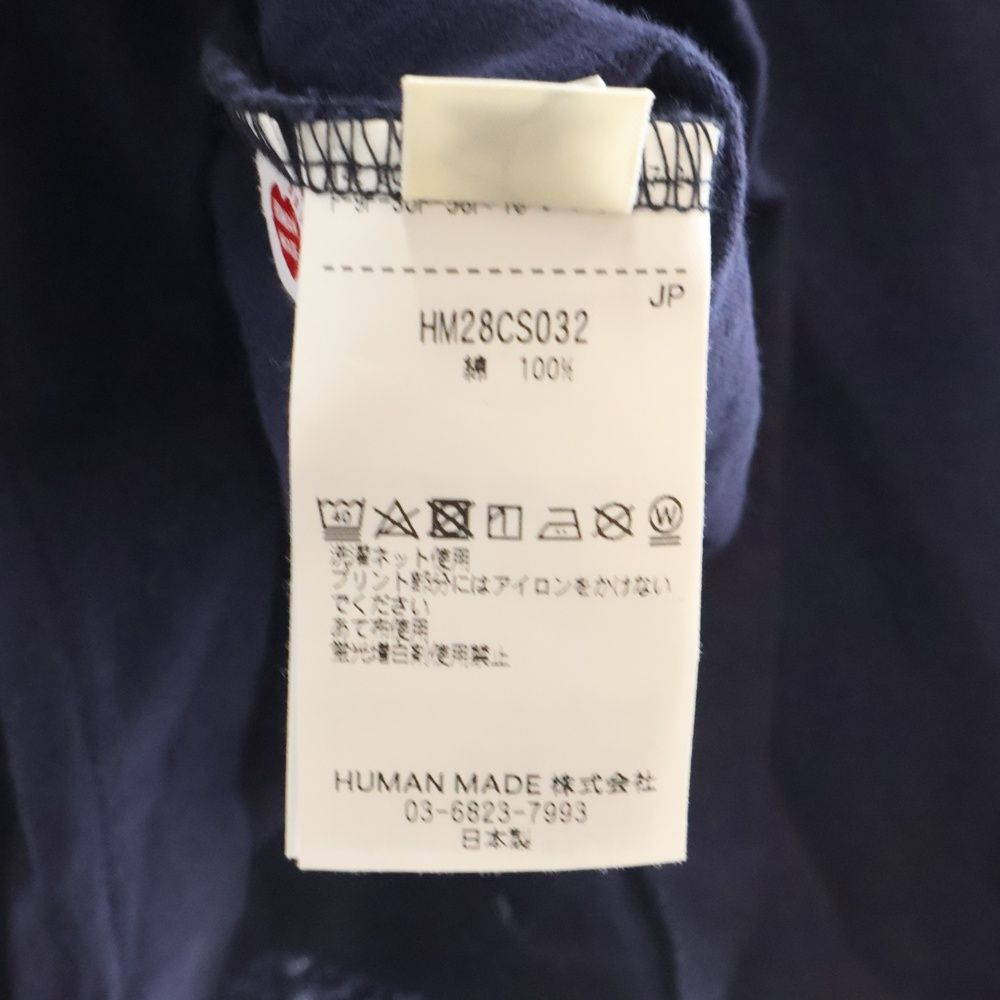 JP
HM28CS032
綿 100%
40
W
洗濯ネット使用
プリント部分にはアイロンをかけない
でください
あて布使用
蛍光増白剤使用禁止
HUMAN MADE 株式会社
03-6823-7993
日本製